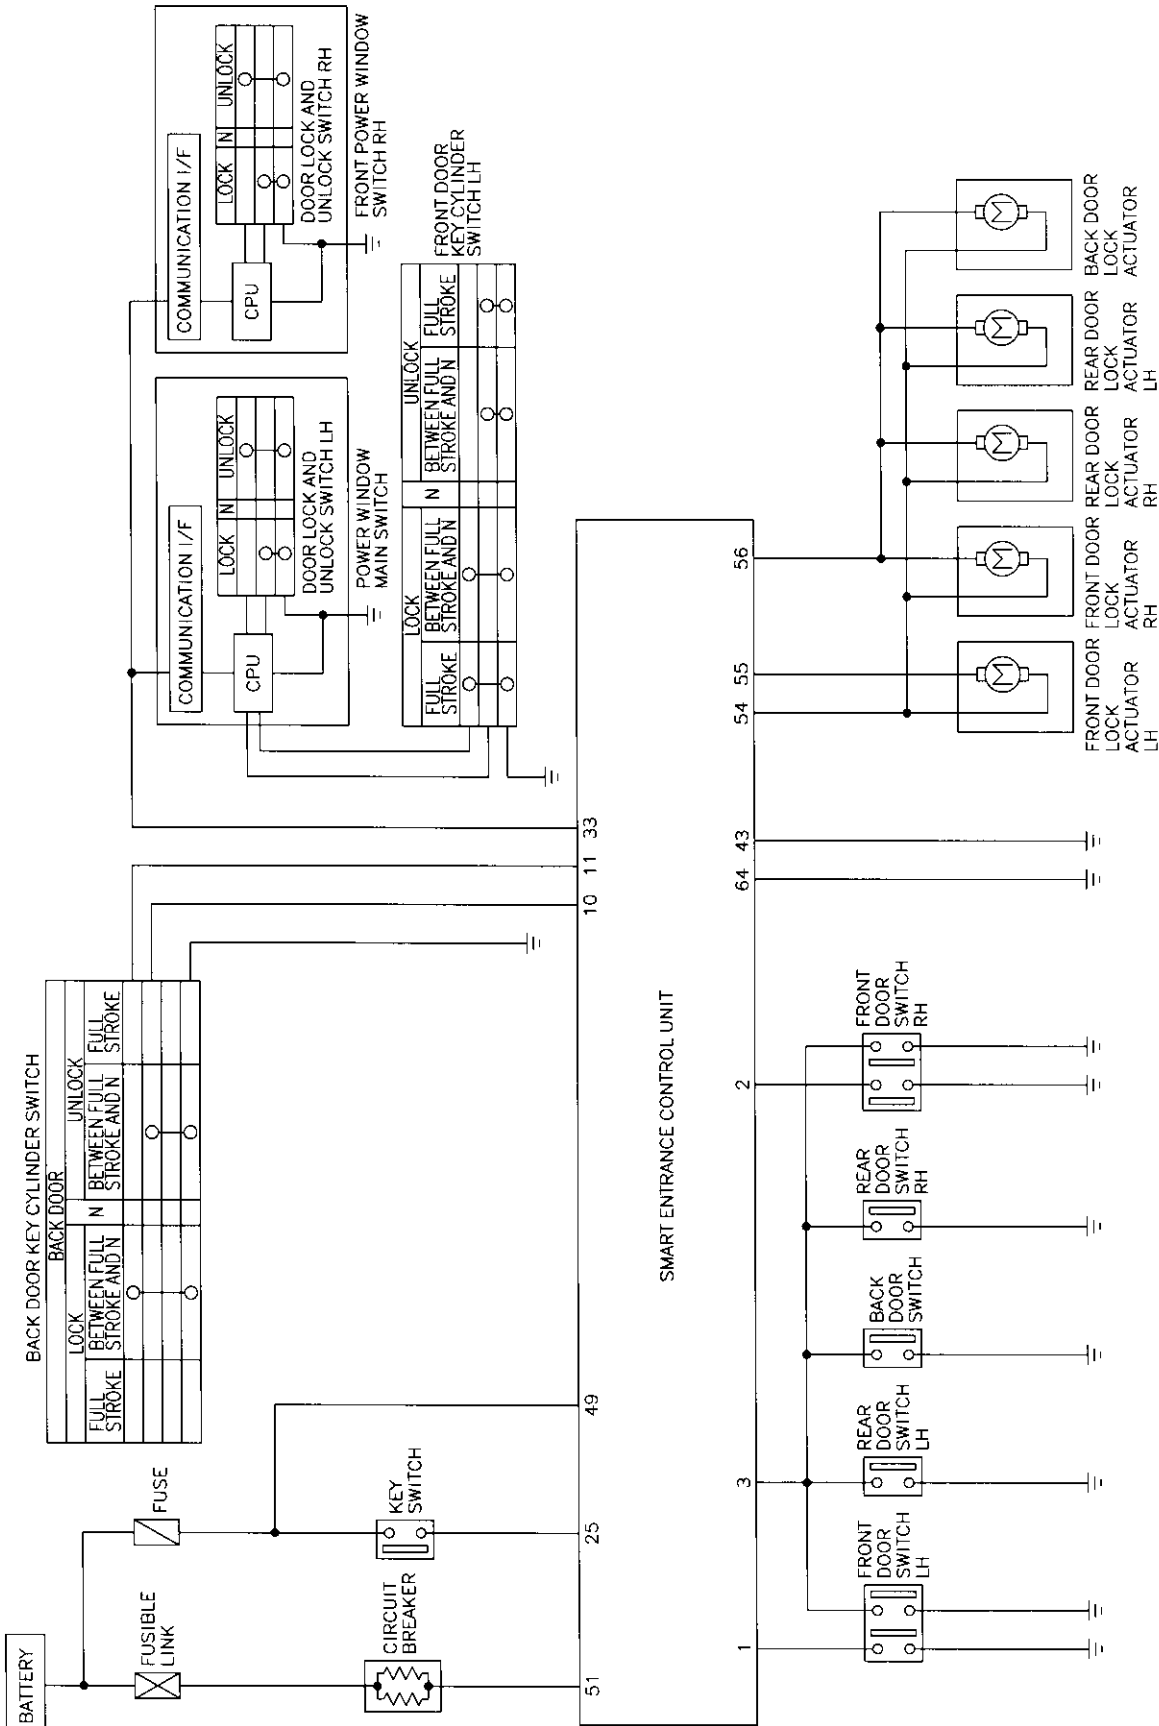 BATTERY
FUSIBLE
LINK
FUSE
CIRCUIT
BREAKER
KEY
SWITCH
BACK DOOR KEY CYLINDER SWITCH
BACK DOOR
LOCK
N
UNLOCK
FULL
STROKE
BETWEEN FULL
STROKE AND N
BETWEEN FULL
STROKE AND N
FULL
STROKE
COMMUNICATION I/F
CPU
LOCK
N
UNLOCK
DOOR LOCK AND
UNLOCK SWITCH LH
POWER WINDOW
MAIN SWITCH
COMMUNICATION I/F
CPU
LOCK
N
UNLOCK
DOOR LOCK AND
UNLOCK SWITCH RH
FRONT POWER WINDOW
SWITCH RH
LOCK
N
UNLOCK
FULL
STROKE
BETWEEN FULL
STROKE AND N
BETWEEN FULL
STROKE AND N
FULL
STROKE
FRONT DOOR
KEY CYLINDER
SWITCH LH
51
25
49
10
11
33
SMART ENTRANCE CONTROL UNIT
1
3
2
64
43
54
55
56
FRONT
DOOR
SWITCH
LH
REAR
DOOR
SWITCH
LH
BACK
DOOR
SWITCH
REAR
DOOR
SWITCH
RH
FRONT
DOOR
SWITCH
RH
M
M
M
M
M
FRONT DOOR
LOCK
ACTUATOR
LH
FRONT DOOR
LOCK
ACTUATOR
RH
REAR DOOR
LOCK
ACTUATOR
RH
REAR DOOR
LOCK
ACTUATOR
LH
BACK DOOR
LOCK
ACTUATOR